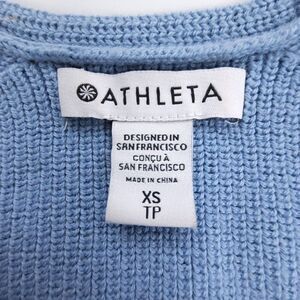 ATHLETA
DESIGNED IN
SAN FRANCISCO
CONÇU À
SAN FRANCISCO
MADE IN CHINA
XS
TP